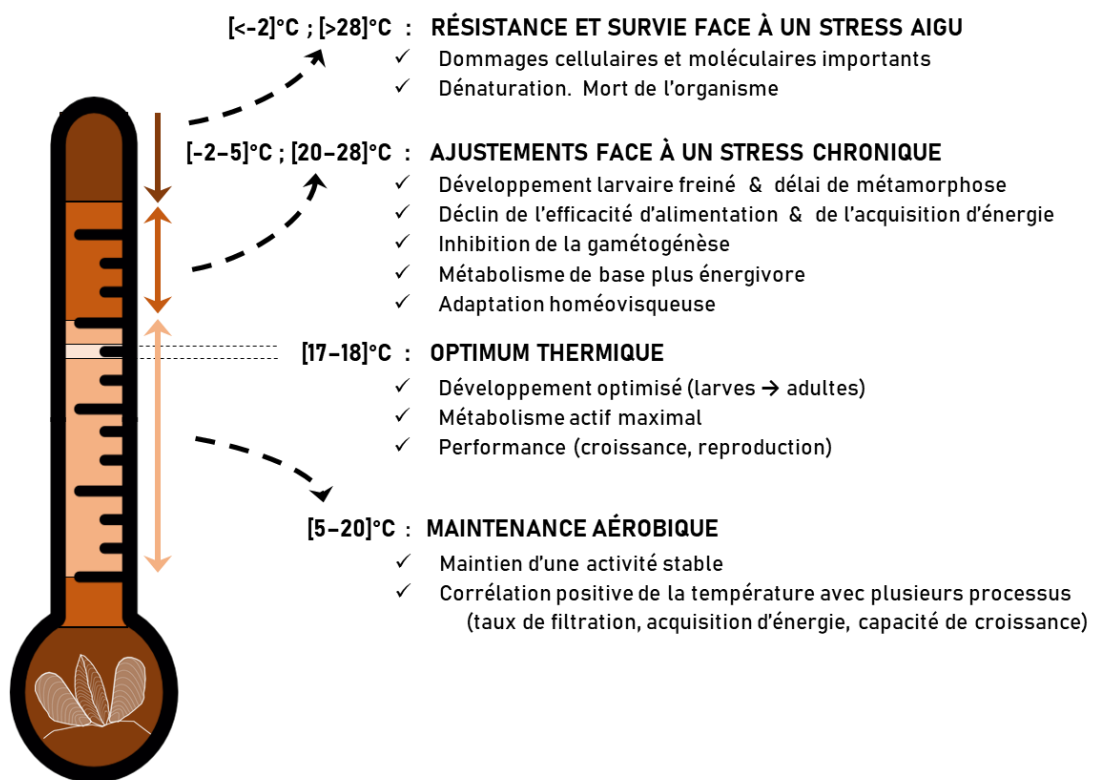 [<-2]°C ; [>28]°C : RÉSISTANCE ET SURVIE FACE À UN STRESS AIGU
✓ Dommages cellulaires et moléculaires importants
✓ Dénaturation. Mort de l'organisme
[-2–5]°C ; [20–28]°C : AJUSTEMENTS FACE À UN STRESS CHRONIQUE
✓ Développement larvaire freiné & délai de métamorphose
✓ Déclin de l'efficacité d'alimentation & de l'acquisition d'énergie
✓ Inhibition de la gamétogénèse
✓ Métabolisme de base plus énergivore
✓ Adaptation homéovisqueuse
[17–18]°C : OPTIMUM THERMIQUE
✓ Développement optimisé (larves → adultes)
✓ Métabolisme actif maximal
✓ Performance (croissance, reproduction)
[5–20]°C : MAINTENANCE AÉROBIQUE
✓ Maintien d'une activité stable
✓ Corrélation positive de la température avec plusieurs processus
(taux de filtration, acquisition d'énergie, capacité de croissance)